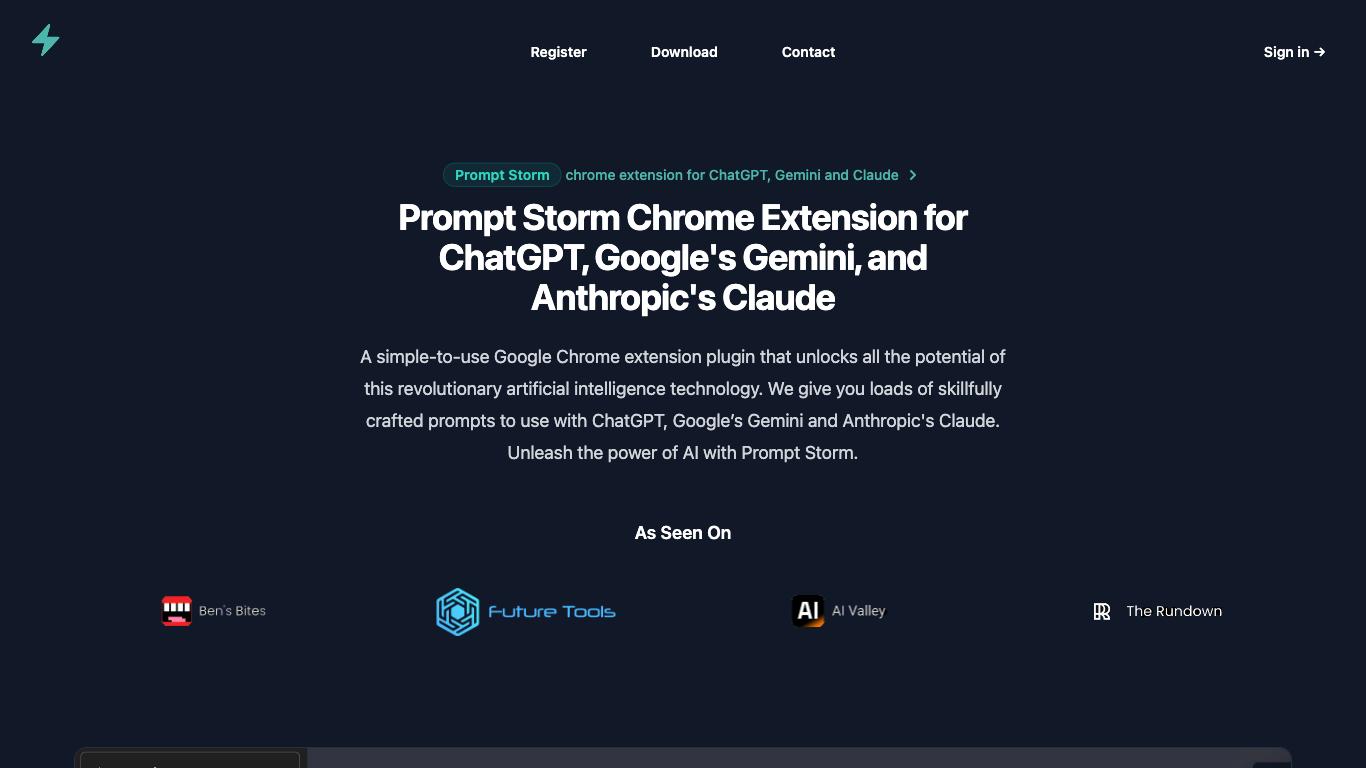 Register Download Contact Sign in →
Prompt Storm chrome extension for ChatGPT, Gemini and Claude
Prompt Storm Chrome Extension for
ChatGPT, Google's Gemini, and
Anthropic's Claude
A simple-to-use Google Chrome extension plugin that unlocks all the potential of
this revolutionary artificial intelligence technology. We give you loads of skillfully
crafted prompts to use with ChatGPT, Google’s Gemini and Anthropic's Claude.
Unleash the power of AI with Prompt Storm.
As Seen On
Ben's Bites Future Tools AI AI Valley The Rundown